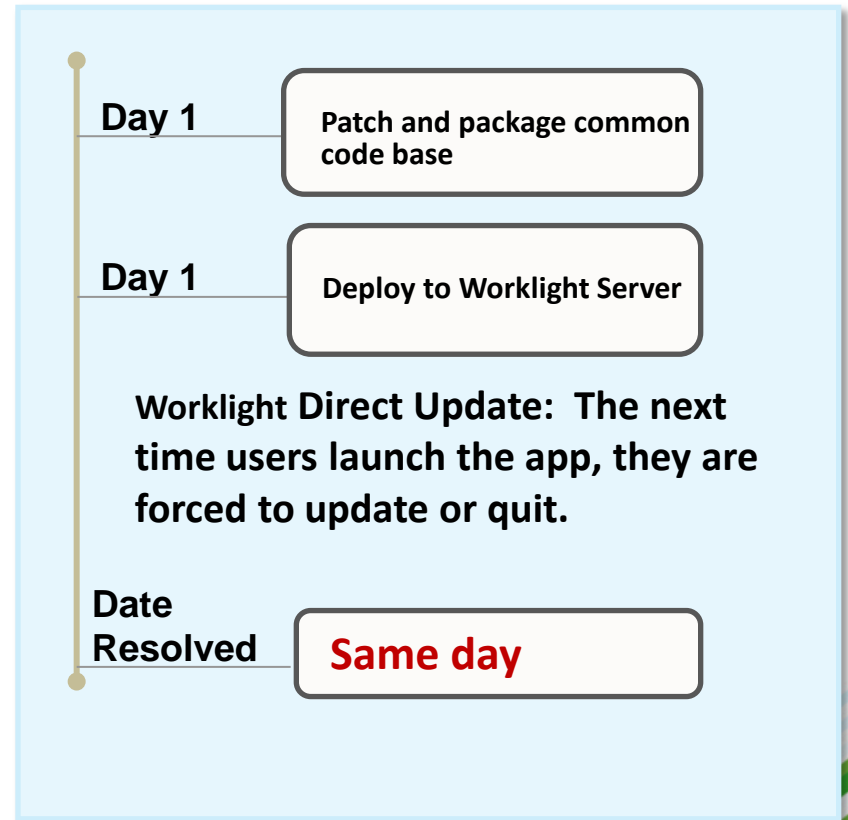 Day 1
Patch and package common
code base
Day 1
Deploy to Worklight Server
Worklight Direct Update: The next
time users launch the app, they are
forced to update or quit.
Date
Resolved
Same day